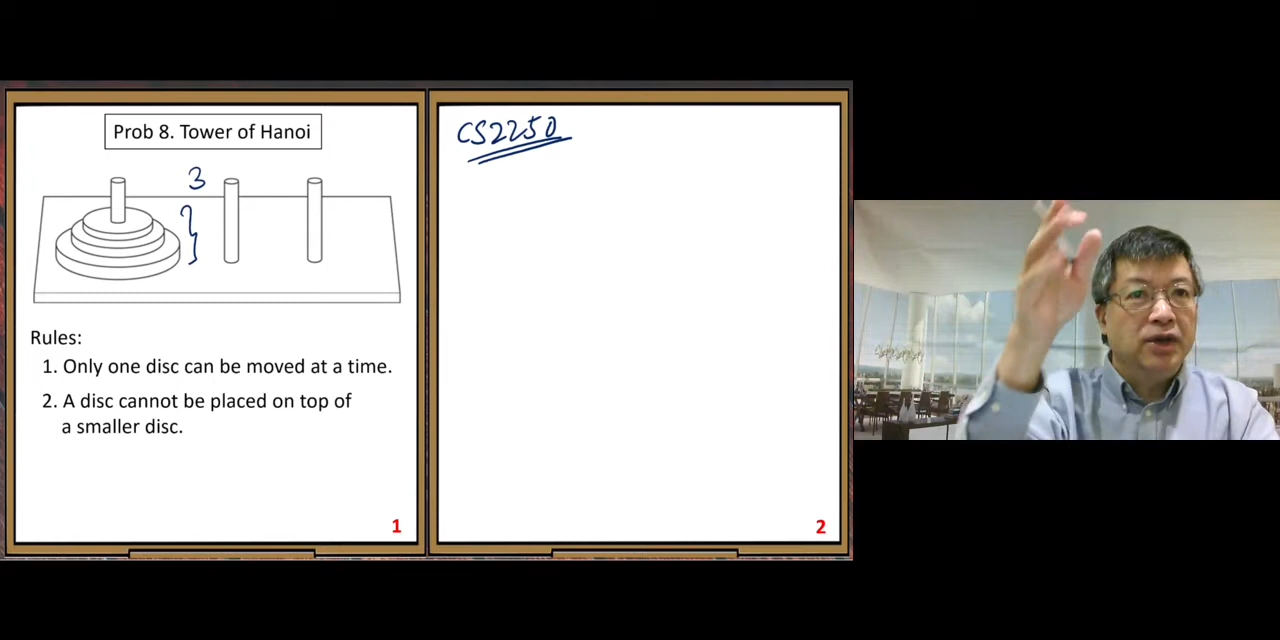 Prob 8. Tower of Hanoi
3
Rules:
1. Only one disc can be moved at a time.
2. A disc cannot be placed on top of
a smaller disc.
1
CS2250
2